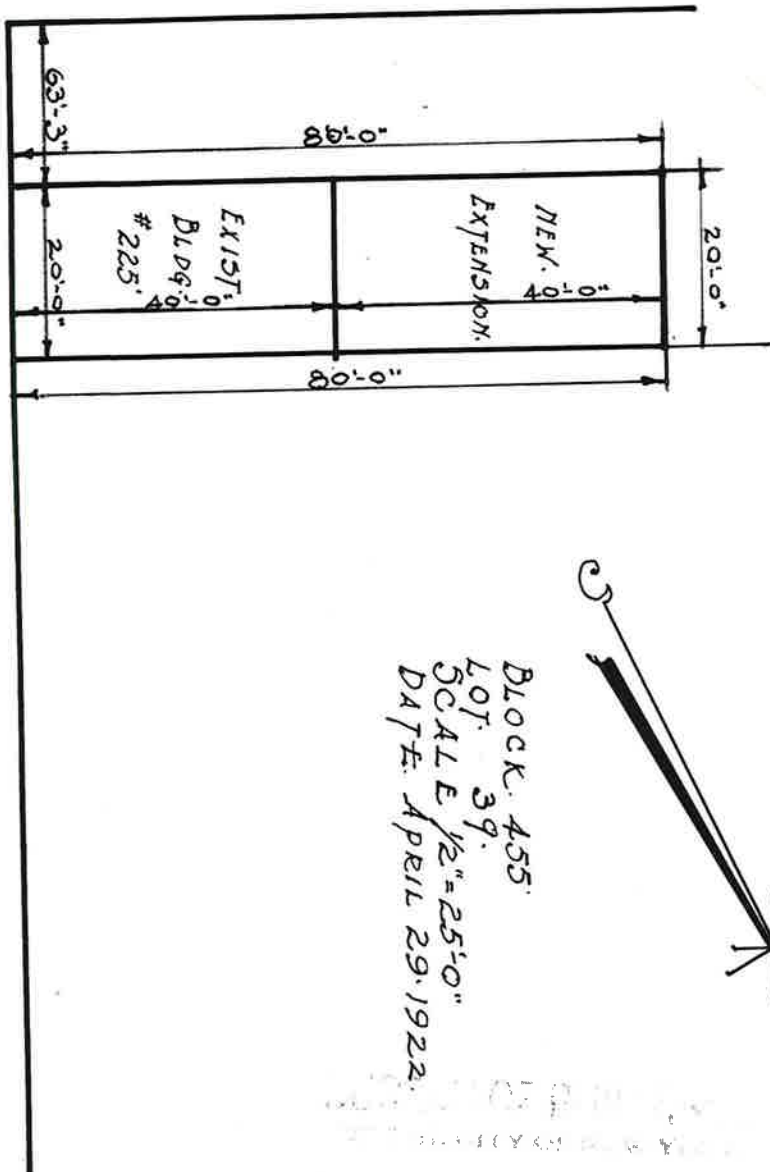 63'-3"
80'-0"
20'-0"
NEW.
EXTENSION.
40'-0"
EXIST.
BLDG.
#225'
40'-0"
20'-0"
80'-0"
BLOCK. 455
LOT. 39.
SCALE 1/2"=25'-0"
DATE. APRIL 29.1922.